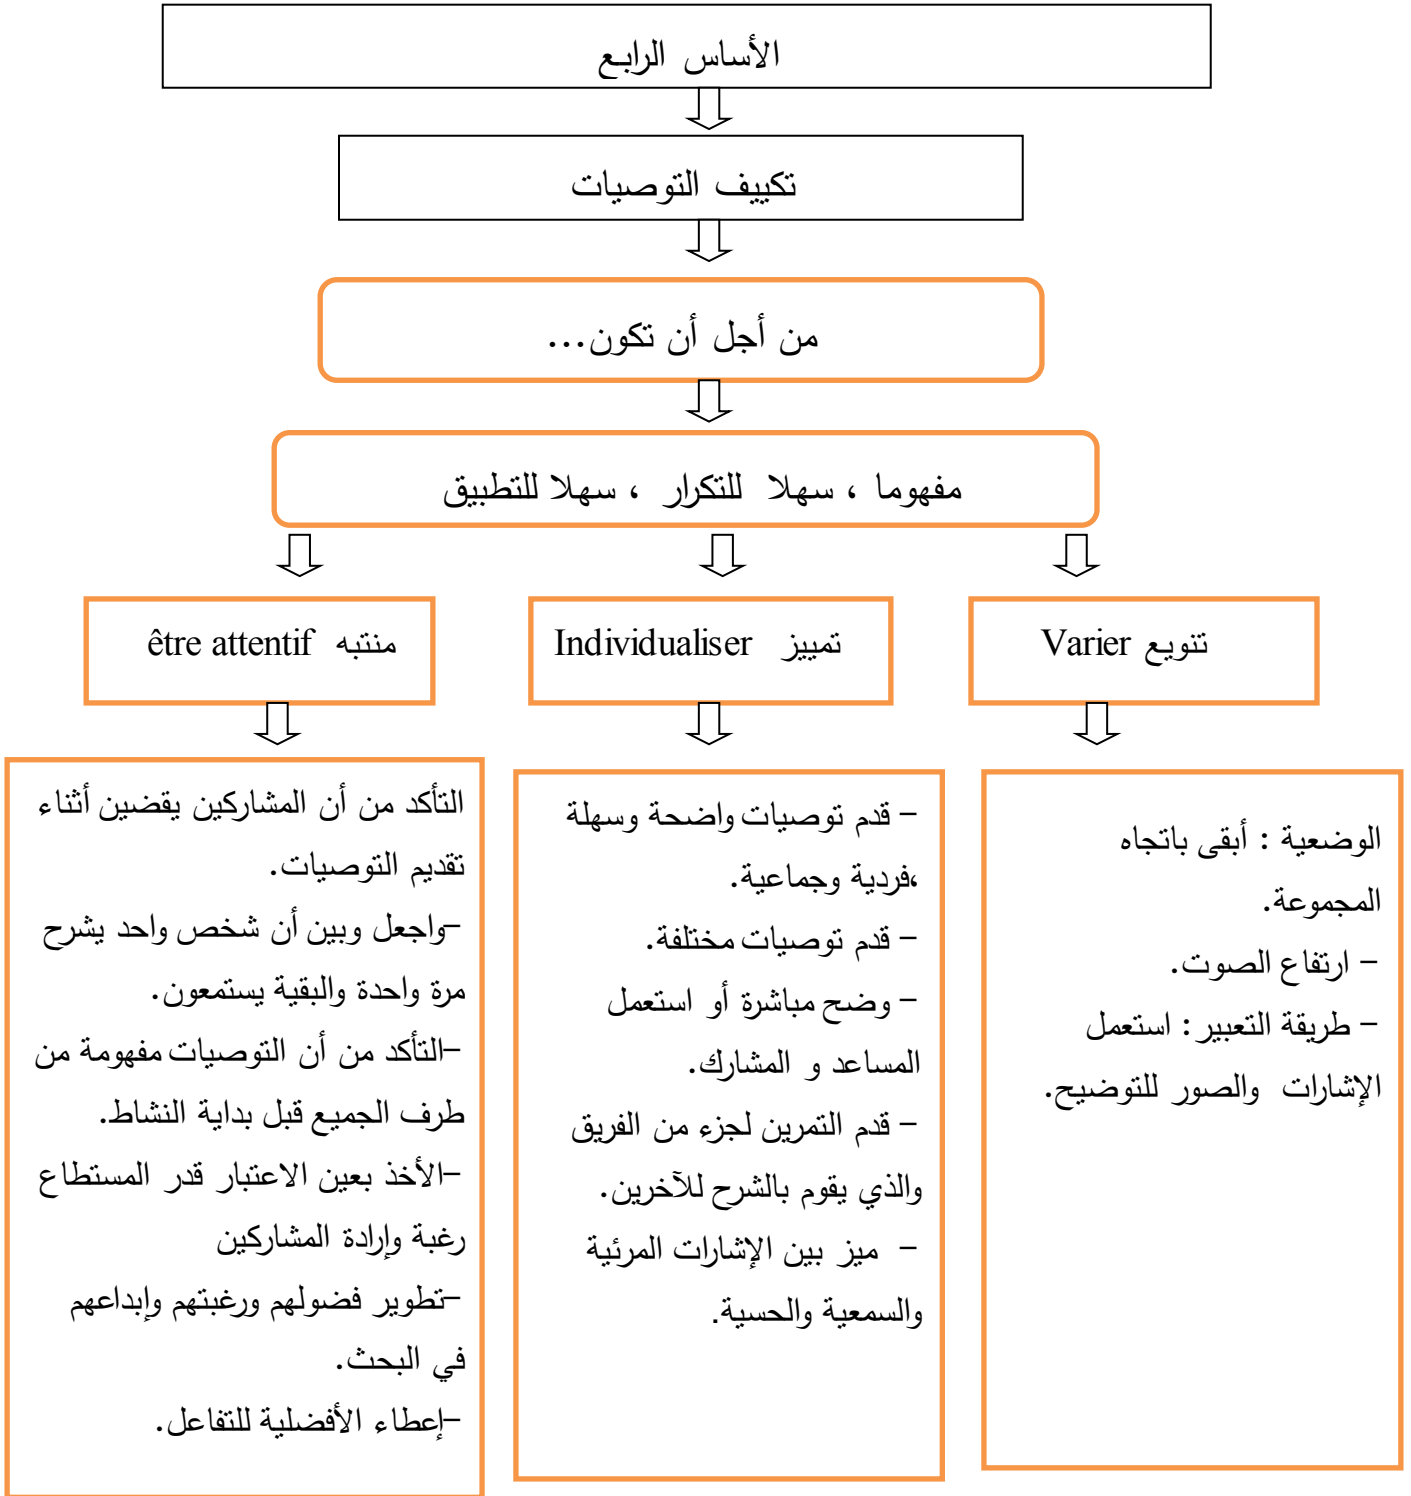 الأساس الرابع
تكييف التوصيات
من أجل أن تكون...
مفهوما ، سهلا للتكرار ، سهلا للتطبيق
تنويع Varier
تمييز Individualiser
منتبه être attentif
الوضعية : أبقى باتجاه
المجموعة.
- ارتفاع الصوت.
- طريقة التعبير: استعمل
الإشارات والصور للتوضيح.
- قدم توصيات واضحة وسهلة
،فردية وجماعية.
- قدم توصيات مختلفة.
- وضح مباشرة أو استعمل
المساعد و المشارك.
- قدم التمرين لجزء من الفريق
والذي يقوم بالشرح للآخرين.
- ميز بين الإشارات المرئية
والسمعية والحسية.
التأكد من أن المشاركين يقضين أثناء
تقديم التوصيات.
-واجعل وبين أن شخص واحد يشرح
مرة واحدة والبقية يستمعون.
-التأكد من أن التوصيات مفهومة من
طرف الجميع قبل بداية النشاط.
-الأخذ بعين الاعتبار قدر المستطاع
رغبة وإرادة المشاركين
-تطوير فضولهم ورغبتهم وإبداعهم
في البحث.
-إعطاء الأفضلية للتفاعل.